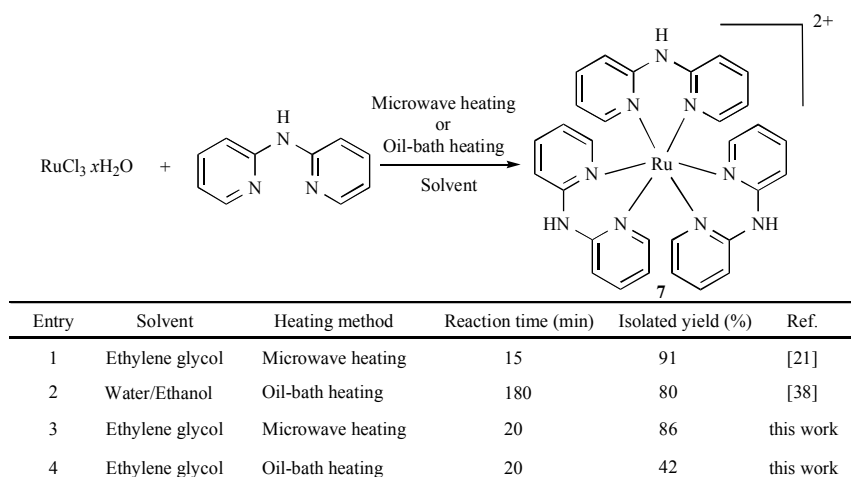 2+
H
N
N N
Microwave heating
or
Oil-bath heating
Solvent
H
N
N N
RuCl3 xH2O +
Ru
N N
HN N N NH
7
Entry Solvent Heating method Reaction time (min) Isolated yield (%) Ref.
1 Ethylene glycol Microwave heating 15 91 [21]
2 Water/Ethanol Oil-bath heating 180 80 [38]
3 Ethylene glycol Microwave heating 20 86 this work
4 Ethylene glycol Oil-bath heating 20 42 this work